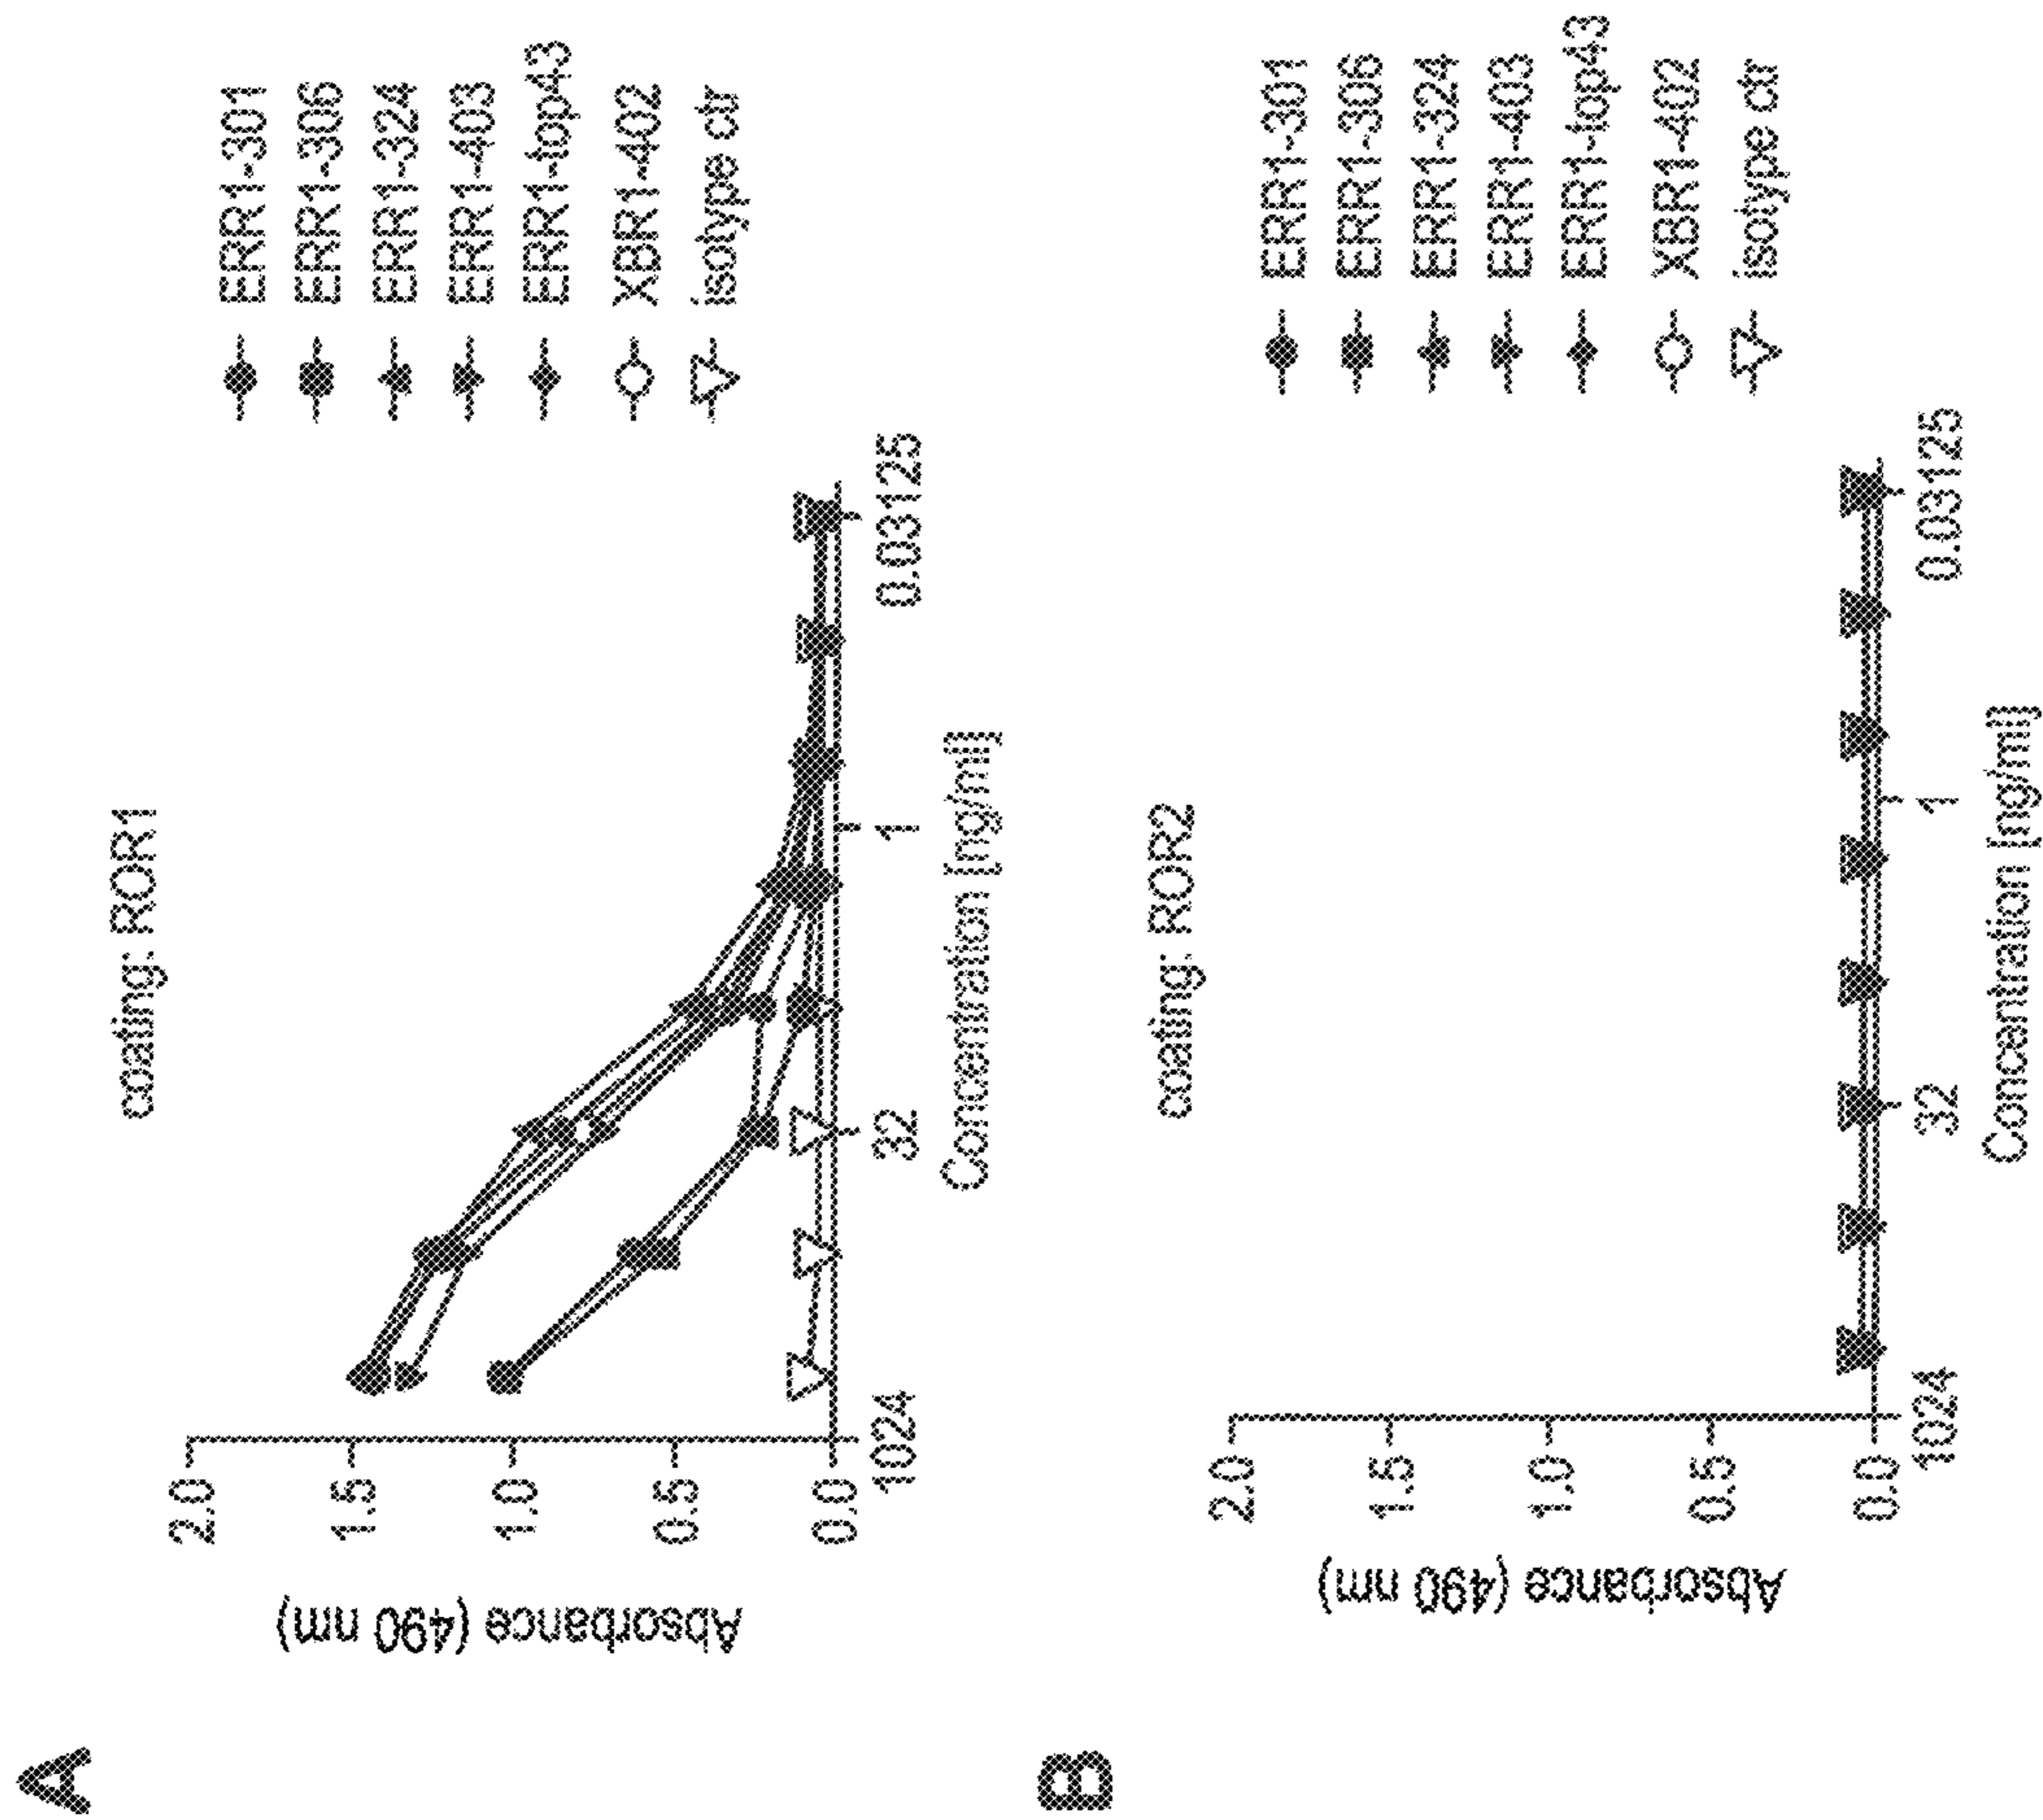 A
coating: ROR1
Absorbance (490 nm)
2.0
1.5
1.0
0.5
0.0
1024
32
1
0.03125
Concentration [ng/ml]
ERR1-301
ERR1-306
ERR1-324
ERR1-403
ERR1-top43
XBR1-402
isotype ctr
B
coating: ROR2
Absorbance (490 nm)
2.0
1.5
1.0
0.5
0.0
1024
32
1
0.03125
Concentration [ng/ml]
ERR1-301
ERR1-306
ERR1-324
ERR1-403
ERR1-top43
XBR1-402
isotype ctr